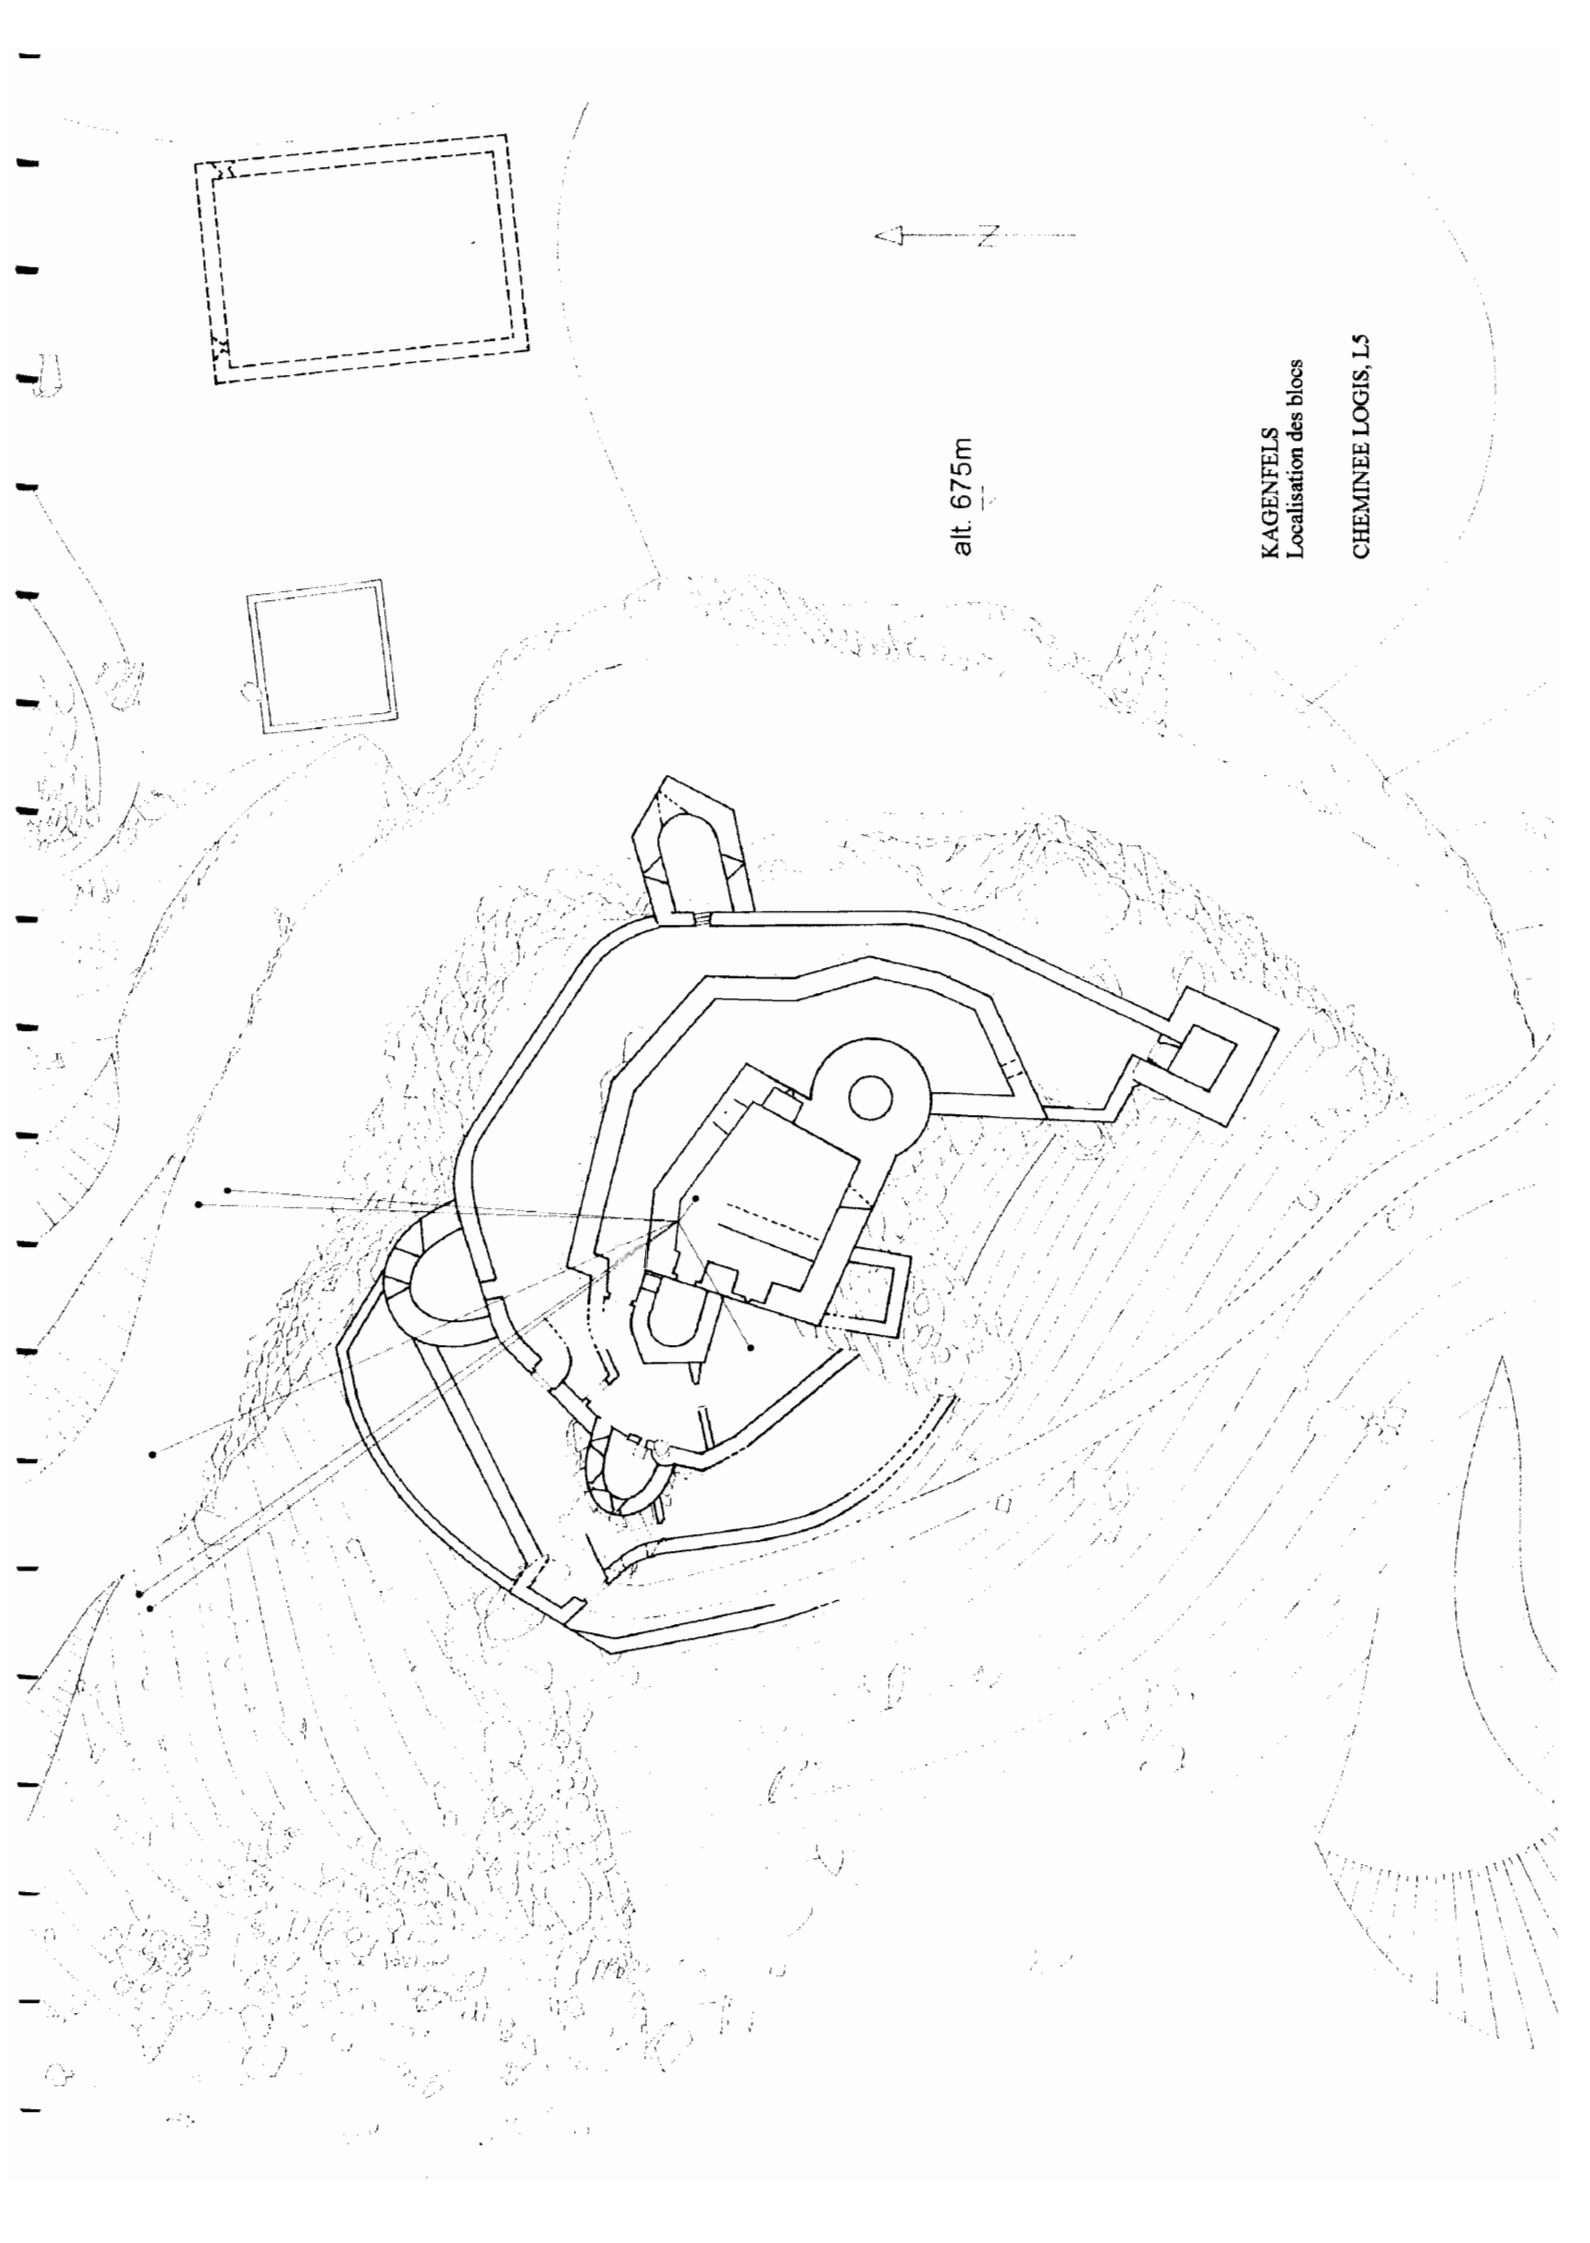 N
alt. 675m
KAGENFELS
Localisation des blocs
CHEMINEE LOGIS, L5